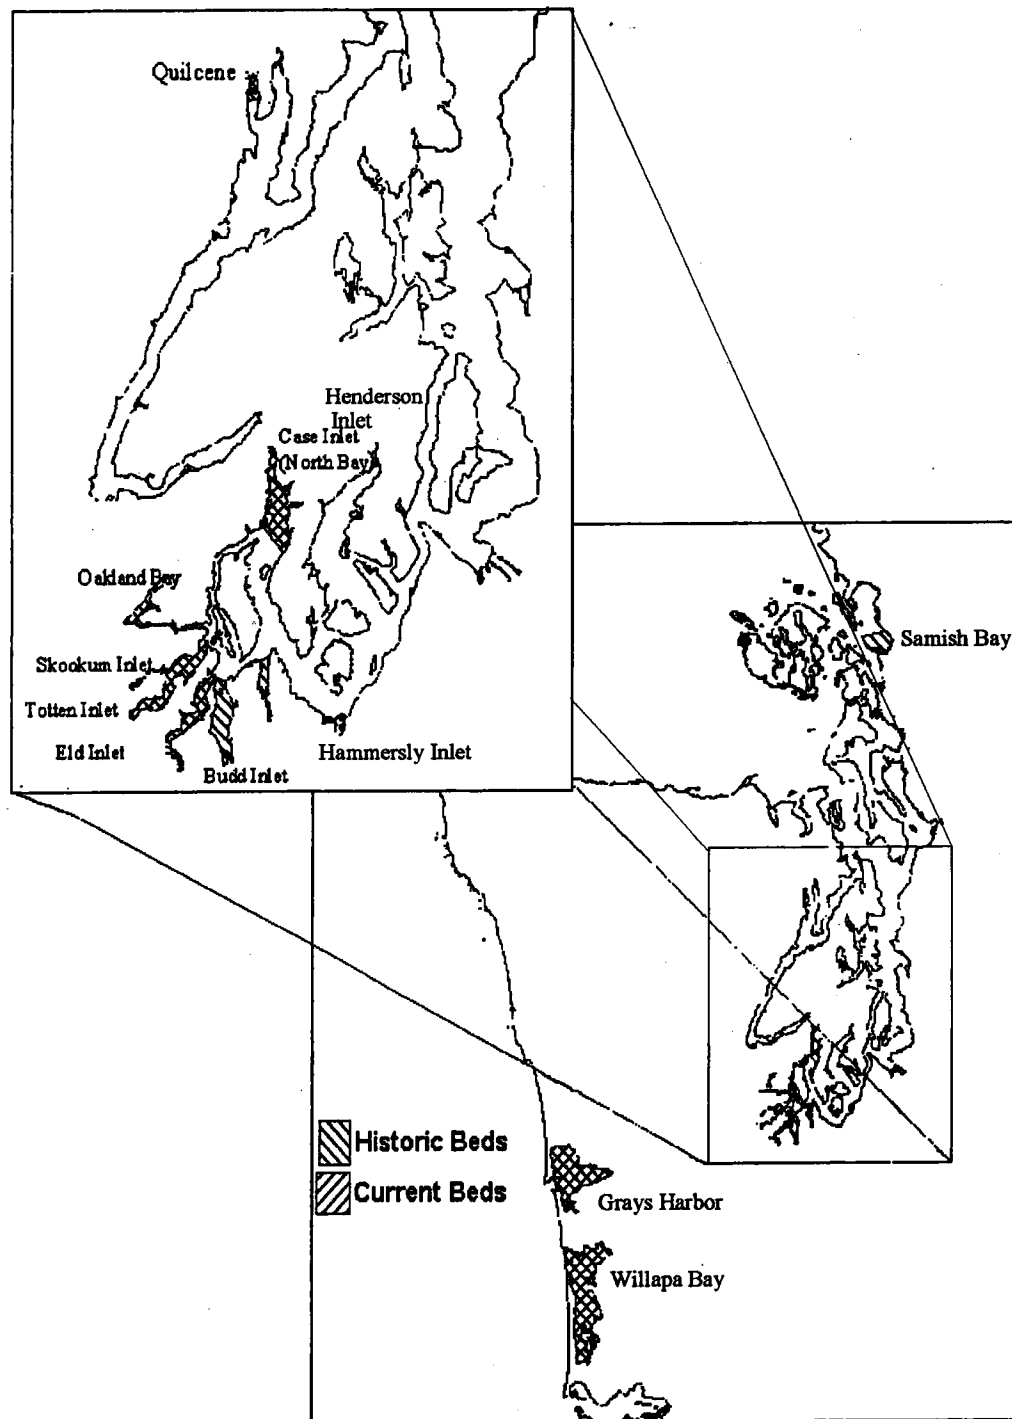 Quilcene
Henderson
Inlet
Case Inlet
(North Bay)
Oakland Bay
Skookum Inlet
Totten Inlet
Eld Inlet
Budd Inlet
Hammersly Inlet
Samish Bay
Historic Beds
Current Beds
Grays Harbor
Willapa Bay